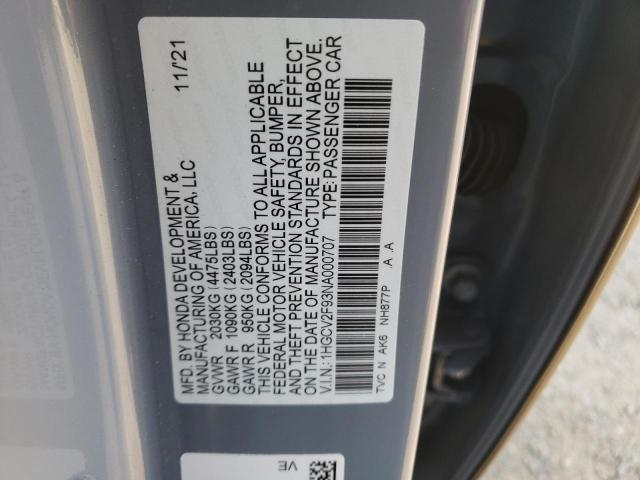 MFD. BY HONDA DEVELOPMENT & 11/'21
MANUFACTURING OF AMERICA, LLC
GVWR 2030KG(4475LBS)
GAWR F 1090KG(2403LBS)
GAWR R 950KG(2094LBS)
THIS VEHICLE CONFORMS TO ALL APPLICABLE
FEDERAL MOTOR VEHICLE SAFETY, BUMPER,
AND THEFT PREVENTION STANDARDS IN EFFECT
ON THE DATE OF MANUFACTURE SHOWN ABOVE.
V.I.N.:1HGCV2F93NA000707 TYPE:PASSENGER CAR
TVC N AK6 NH877P .A .A